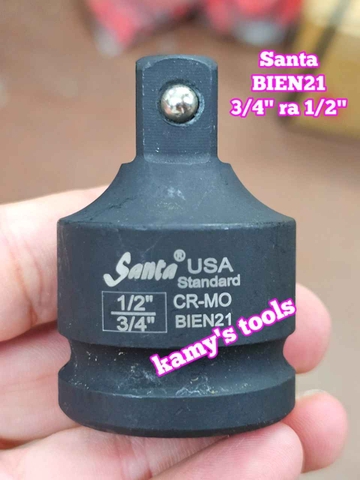 Santa
BIEN21
3/4" ra 1/2"
Santa® USA
Standard
1/2" CR-MO
3/4" BIEN21
kamy's tools